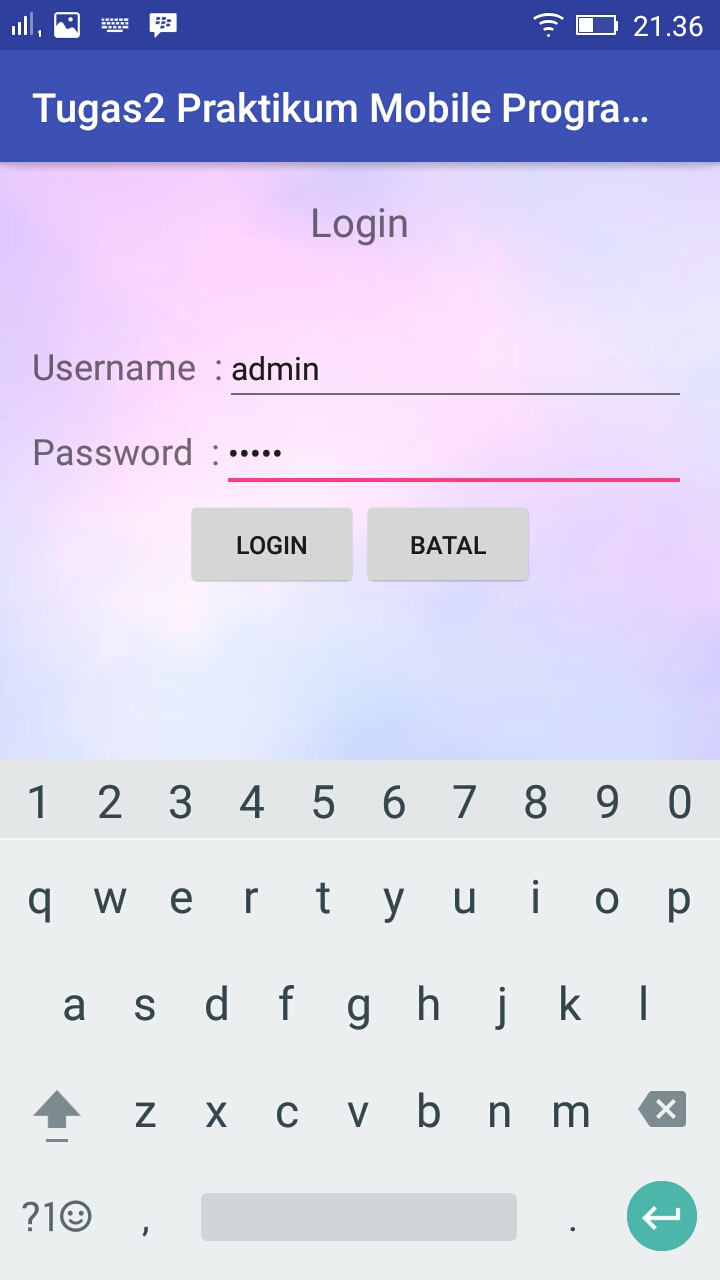 21.36
Tugas2 Praktikum Mobile Progra...
Login
Username : admin
Password : •••••
LOGIN BATAL
1 2 3 4 5 6 7 8 9 0
q w e r t y u i o p
a s d f g h j k l
z x c v b n m
?1☺ , .